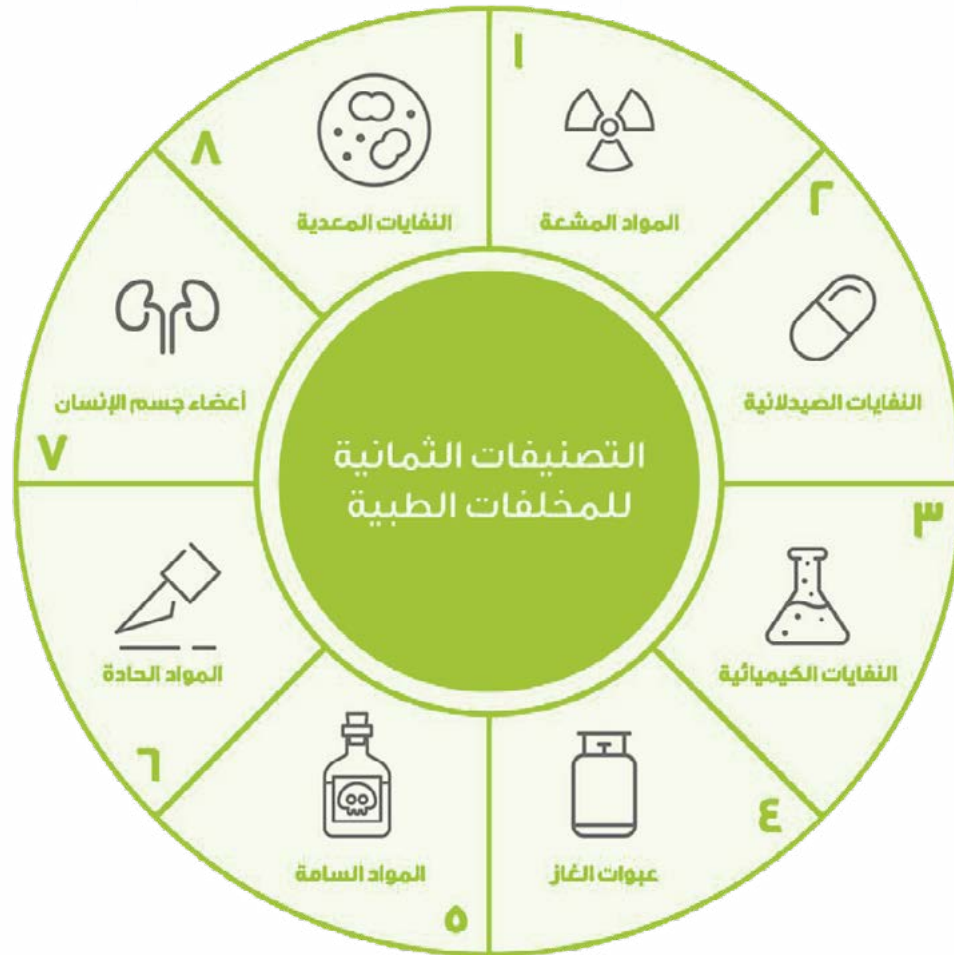 التصنيفات الثمانية
للمخلفات الطبية
١
المواد المشعة
٢
النفايات الصيدلانية
٣
النفايات الكيميائية
٤
عبوات الغاز
٥
المواد السامة
٦
المواد الحادة
٧
أعضاء جسم الإنسان
٨
النفايات المعدية